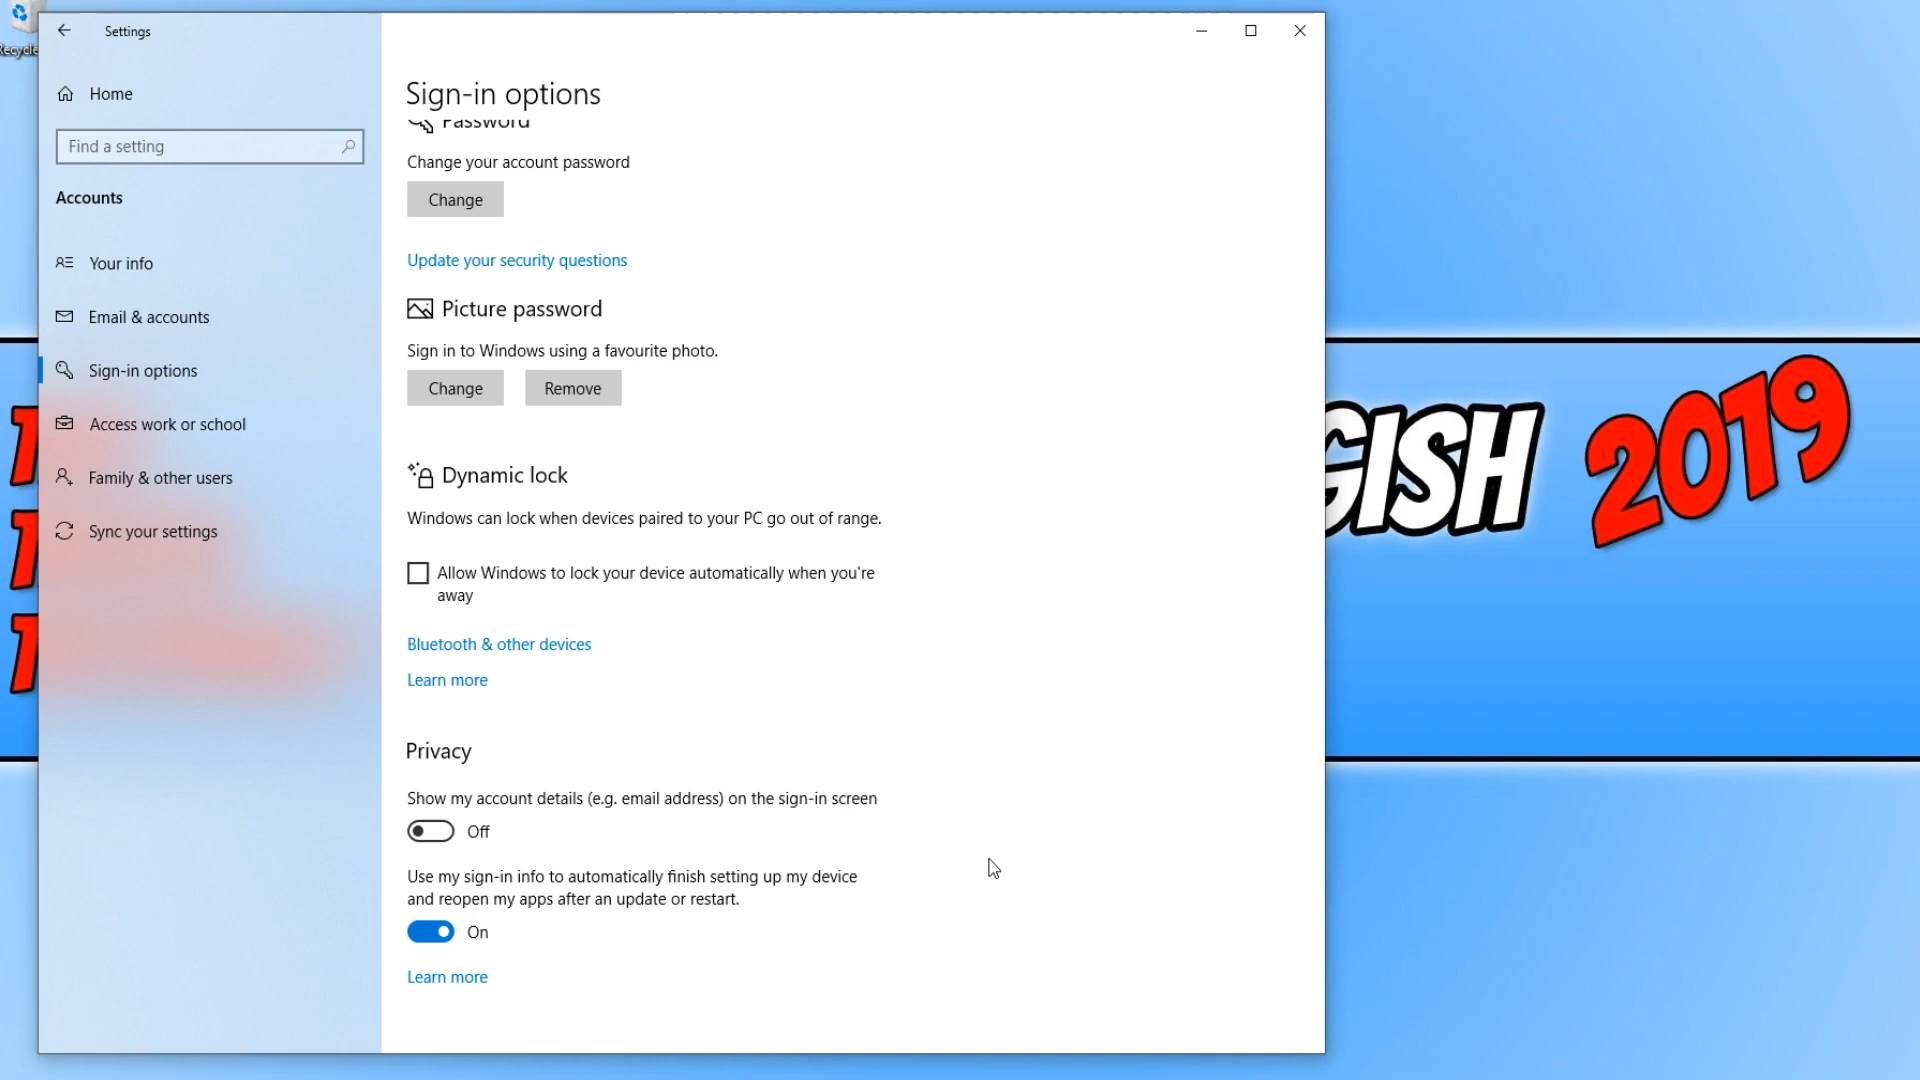 Recycle
Settings
Home
Find a setting
Accounts
Your info
Email & accounts
Sign-in options
Access work or school
Family & other users
Sync your settings
Sign-in options
Password
Change your account password
Change
Update your security questions
Picture password
Sign in to Windows using a favourite photo.
Change Remove
Dynamic lock
Windows can lock when devices paired to your PC go out of range.
Allow Windows to lock your device automatically when you're
away
Bluetooth & other devices
Learn more
Privacy
Show my account details (e.g. email address) on the sign-in screen
Off
Use my sign-in info to automatically finish setting up my device
and reopen my apps after an update or restart.
On
Learn more
GISH 2019